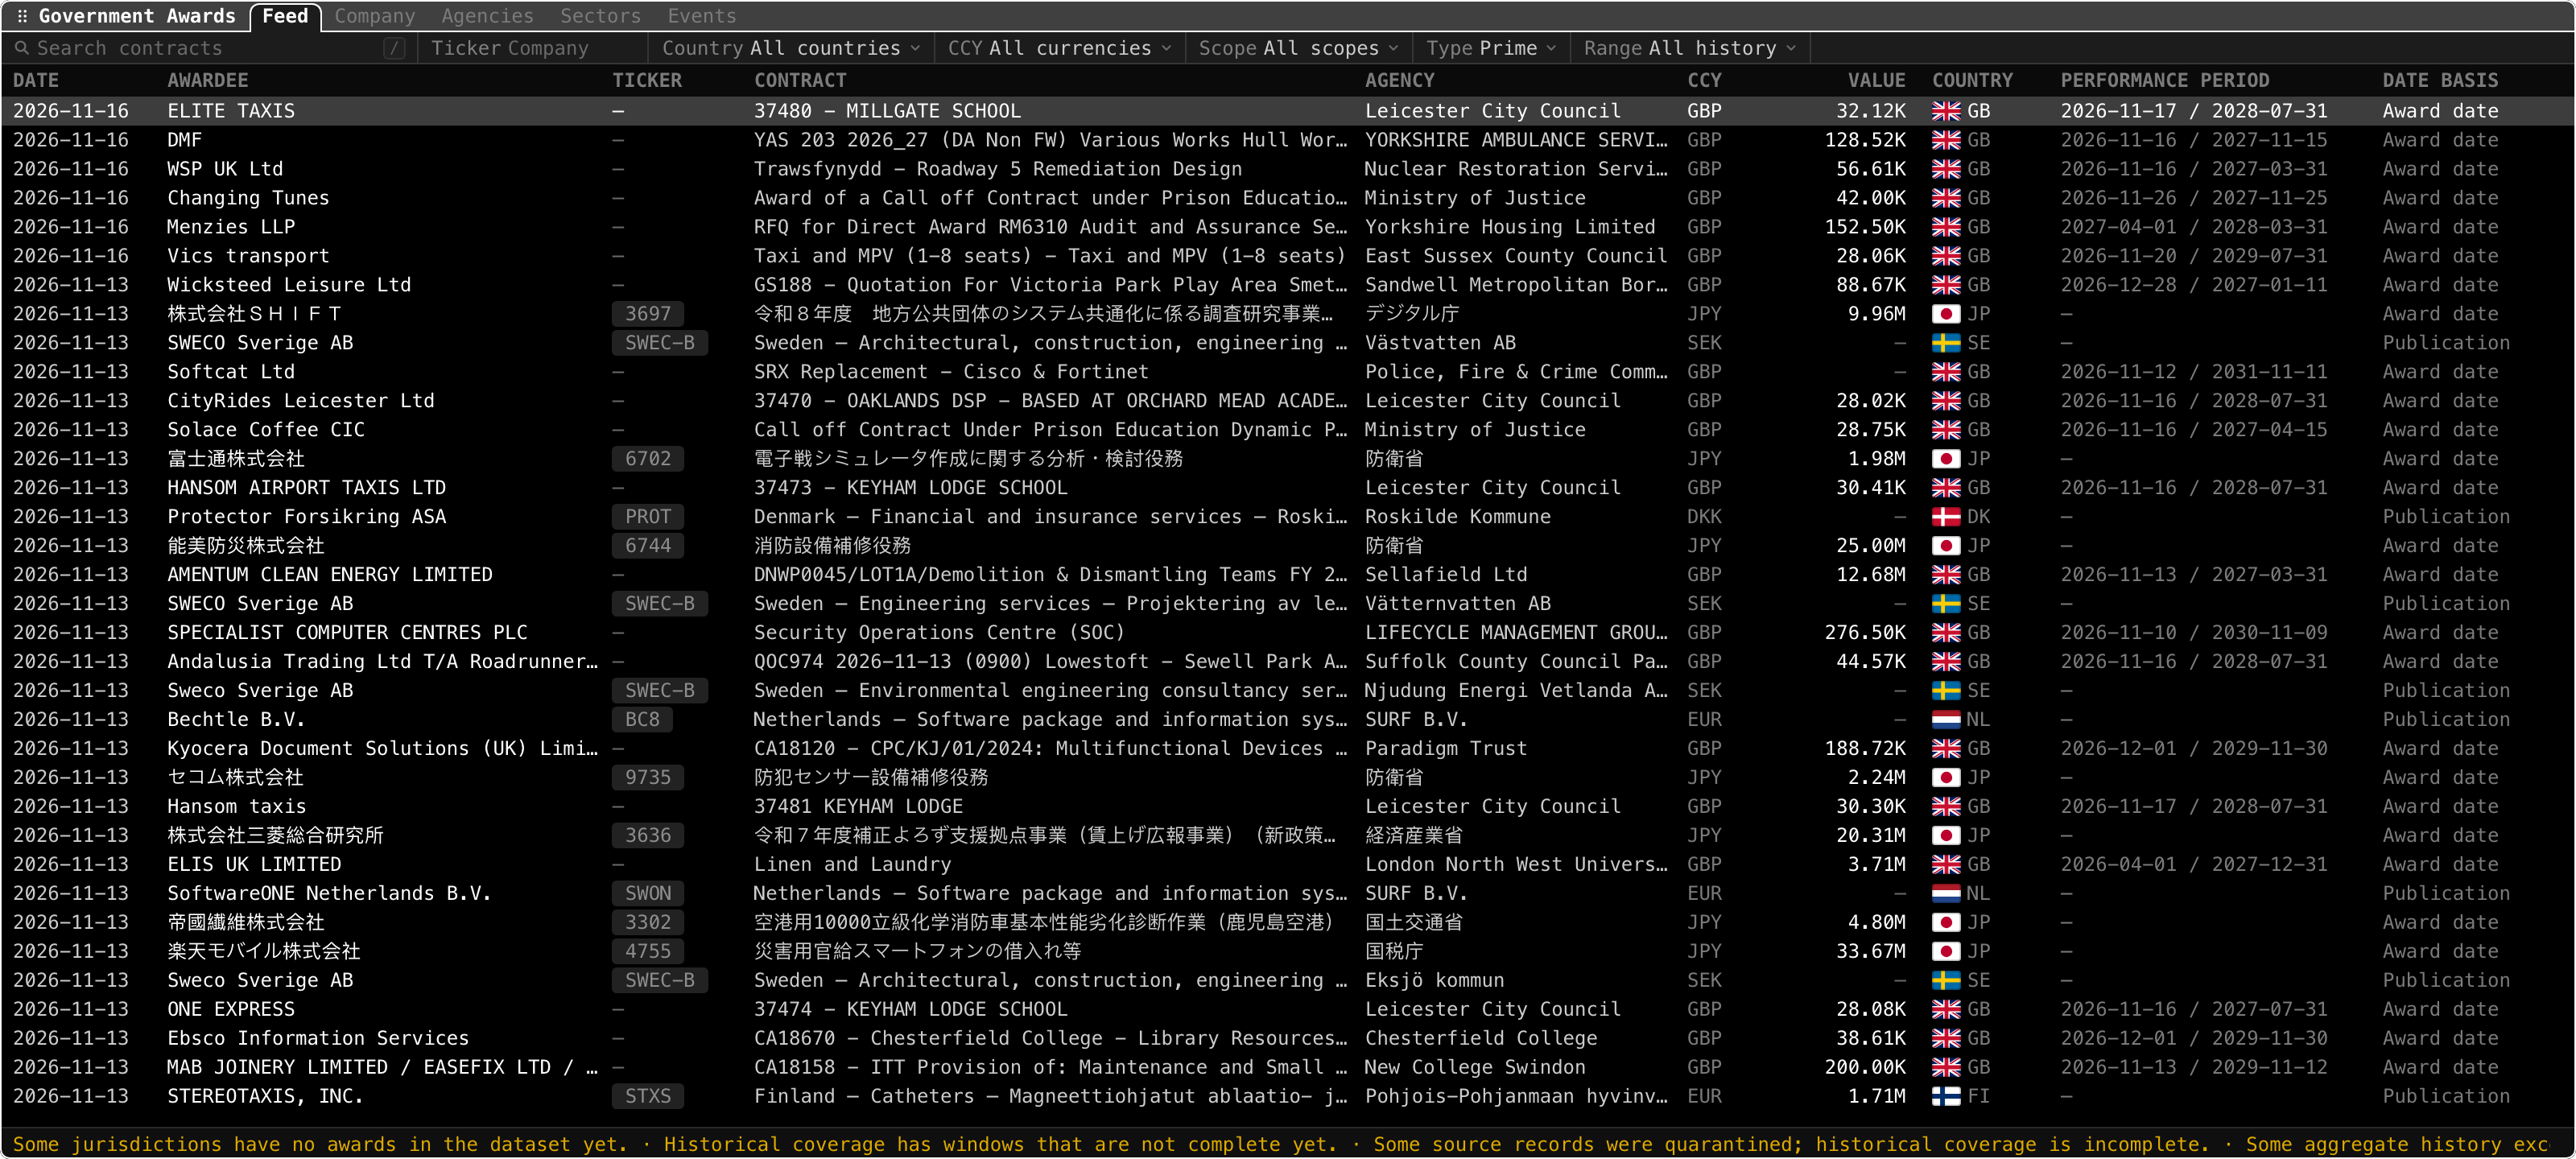 Government Awards Feed Company Agencies Sectors Events
Search contracts / Ticker Company Country All countries CCY All currencies Scope All scopes Type Prime Range All history
DATE AWARDEE TICKER CONTRACT AGENCY CCY VALUE COUNTRY PERFORMANCE PERIOD DATE BASIS
2026-11-16 ELITE TAXIS — 37480 - MILLGATE SCHOOL Leicester City Council GBP 32.12K GB 2026-11-17 / 2028-07-31 Award date
2026-11-16 DMF — YAS 203 2026_27 (DA Non FW) Various Works Hull Wor… YORKSHIRE AMBULANCE SERVI… GBP 128.52K GB 2026-11-16 / 2027-11-15 Award date
2026-11-16 WSP UK Ltd — Trawsfynydd - Roadway 5 Remediation Design Nuclear Restoration Servi… GBP 56.61K GB 2026-11-16 / 2027-03-31 Award date
2026-11-16 Changing Tunes — Award of a Call off Contract under Prison Educatio… Ministry of Justice GBP 42.00K GB 2026-11-26 / 2027-11-25 Award date
2026-11-16 Menzies LLP — RFQ for Direct Award RM6310 Audit and Assurance Se… Yorkshire Housing Limited GBP 152.50K GB 2027-04-01 / 2028-03-31 Award date
2026-11-16 Vics transport — Taxi and MPV (1-8 seats) - Taxi and MPV (1-8 seats) East Sussex County Council GBP 28.06K GB 2026-11-20 / 2029-07-31 Award date
2026-11-13 Wicksteed Leisure Ltd — GS188 - Quotation For Victoria Park Play Area Smet… Sandwell Metropolitan Bor… GBP 88.67K GB 2026-12-28 / 2027-01-11 Award date
2026-11-13 株式会社ＳＨＩＦＴ 3697 令和８年度　地方公共団体のシステム共通化に係る調査研究事業… デジタル庁 JPY 9.96M JP — Award date
2026-11-13 SWECO Sverige AB SWEC-B Sweden – Architectural, construction, engineering … Västvatten AB SEK — SE — Publication
2026-11-13 Softcat Ltd — SRX Replacement - Cisco & Fortinet Police, Fire & Crime Comm… GBP — GB 2026-11-12 / 2031-11-11 Award date
2026-11-13 CityRides Leicester Ltd — 37470 - OAKLANDS DSP - BASED AT ORCHARD MEAD ACADE… Leicester City Council GBP 28.02K GB 2026-11-16 / 2028-07-31 Award date
2026-11-13 Solace Coffee CIC — Call off Contract Under Prison Education Dynamic P… Ministry of Justice GBP 28.75K GB 2026-11-16 / 2027-04-15 Award date
2026-11-13 富士通株式会社 6702 電子戦シミュレータ作成に関する分析・検討役務 防衛省 JPY 1.98M JP — Award date
2026-11-13 HANSOM AIRPORT TAXIS LTD — 37473 - KEYHAM LODGE SCHOOL Leicester City Council GBP 30.41K GB 2026-11-16 / 2028-07-31 Award date
2026-11-13 Protector Forsikring ASA PROT Denmark – Financial and insurance services – Roski… Roskilde Kommune DKK — DK — Publication
2026-11-13 能美防災株式会社 6744 消防設備補修役務 防衛省 JPY 25.00M JP — Award date
2026-11-13 AMENTUM CLEAN ENERGY LIMITED — DNWP0045/LOT1A/Demolition & Dismantling Teams FY 2… Sellafield Ltd GBP 12.68M GB 2026-11-13 / 2027-03-31 Award date
2026-11-13 SWECO Sverige AB SWEC-B Sweden – Engineering services – Projektering av le… Vätternvatten AB SEK — SE — Publication
2026-11-13 SPECIALIST COMPUTER CENTRES PLC — Security Operations Centre (SOC) LIFECYCLE MANAGEMENT GROU… GBP 276.50K GB 2026-11-10 / 2030-11-09 Award date
2026-11-13 Andalusia Trading Ltd T/A Roadrunner… — QOC974 2026-11-13 (0900) Lowestoft - Sewell Park A… Suffolk County Council Pa… GBP 44.57K GB 2026-11-16 / 2028-07-31 Award date
2026-11-13 Sweco Sverige AB SWEC-B Sweden – Environmental engineering consultancy ser… Njudung Energi Vetlanda A… SEK — SE — Publication
2026-11-13 Bechtle B.V. BC8 Netherlands – Software package and information sys… SURF B.V. EUR — NL — Publication
2026-11-13 Kyocera Document Solutions (UK) Limi… — CA18120 - CPC/KJ/01/2024: Multifunctional Devices … Paradigm Trust GBP 188.72K GB 2026-12-01 / 2029-11-30 Award date
2026-11-13 セコム株式会社 9735 防犯センサー設備補修役務 防衛省 JPY 2.24M JP — Award date
2026-11-13 Hansom taxis — 37481 KEYHAM LODGE Leicester City Council GBP 30.30K GB 2026-11-17 / 2028-07-31 Award date
2026-11-13 株式会社三菱総合研究所 3636 令和７年度補正よろず支援拠点事業（賃上げ広報事業）（新政策… 経済産業省 JPY 20.31M JP — Award date
2026-11-13 ELIS UK LIMITED — Linen and Laundry London North West Univers… GBP 3.71M GB 2026-04-01 / 2027-12-31 Award date
2026-11-13 SoftwareONE Netherlands B.V. SWON Netherlands – Software package and information sys… SURF B.V. EUR — NL — Publication
2026-11-13 帝國繊維株式会社 3302 空港用10000立級化学消防車基本性能劣化診断作業（鹿児島空港） 国土交通省 JPY 4.80M JP — Award date
2026-11-13 楽天モバイル株式会社 4755 災害用官給スマートフォンの借入れ等 国税庁 JPY 33.67M JP — Award date
2026-11-13 Sweco Sverige AB SWEC-B Sweden – Architectural, construction, engineering … Eksjö kommun SEK — SE — Publication
2026-11-13 ONE EXPRESS — 37474 - KEYHAM LODGE SCHOOL Leicester City Council GBP 28.08K GB 2026-11-16 / 2027-07-31 Award date
2026-11-13 Ebsco Information Services — CA18670 - Chesterfield College - Library Resources… Chesterfield College GBP 38.61K GB 2026-12-01 / 2029-11-30 Award date
2026-11-13 MAB JOINERY LIMITED / EASEFIX LTD / … — CA18158 - ITT Provision of: Maintenance and Small … New College Swindon GBP 200.00K GB 2026-11-13 / 2029-11-12 Award date
2026-11-13 STEREOTAXIS, INC. STXS Finland – Catheters – Magneettiohjatut ablaatio- j… Pohjois-Pohjanmaan hyvinv… EUR 1.71M FI — Publication
Some jurisdictions have no awards in the dataset yet. · Historical coverage has windows that are not complete yet. · Some source records were quarantined; historical coverage is incomplete. · Some aggregate history exc